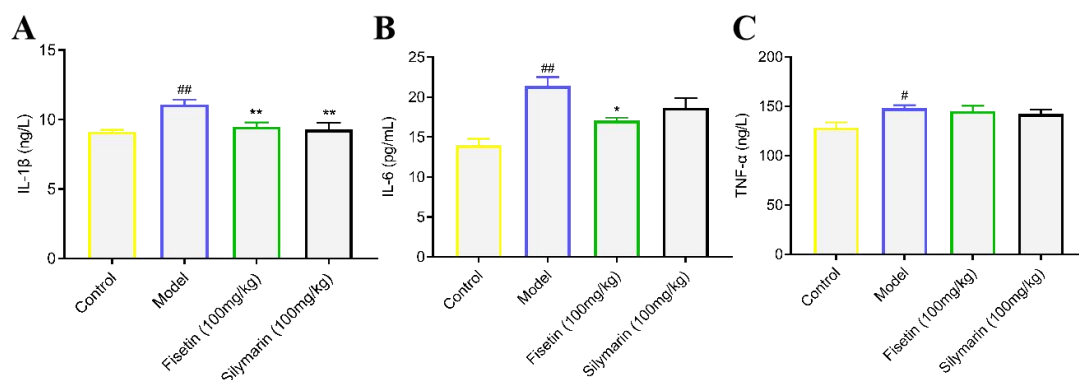 A
IL-1β (ng/L)
15
10
5
0
##
**
**
Control
Model
Fisetin (100mg/kg)
Silymarin (100mg/kg)
B
IL-6 (pg/mL)
25
20
15
10
5
0
##
*
Control
Model
Fisetin (100mg/kg)
Silymarin (100mg/kg)
C
TNF-α (ng/L)
200
150
100
50
0
#
Control
Model
Fisetin (100mg/kg)
Silymarin (100mg/kg)